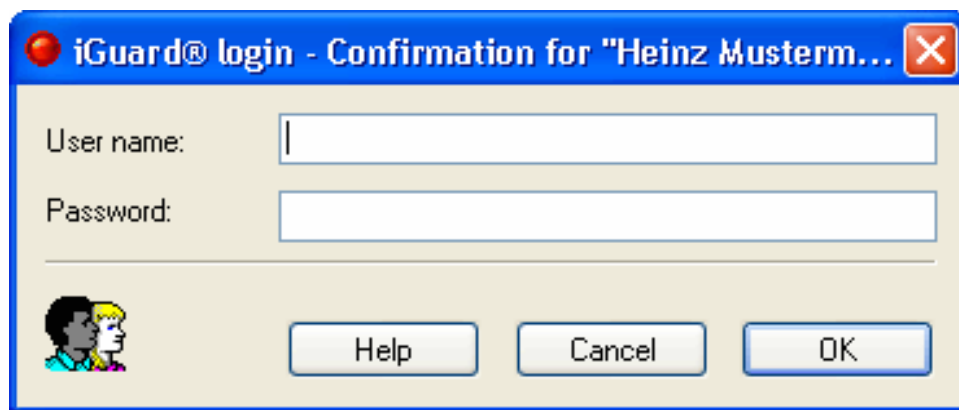 iGuard® login - Confirmation for "Heinz Musterm...
User name:
Password:
Help Cancel OK